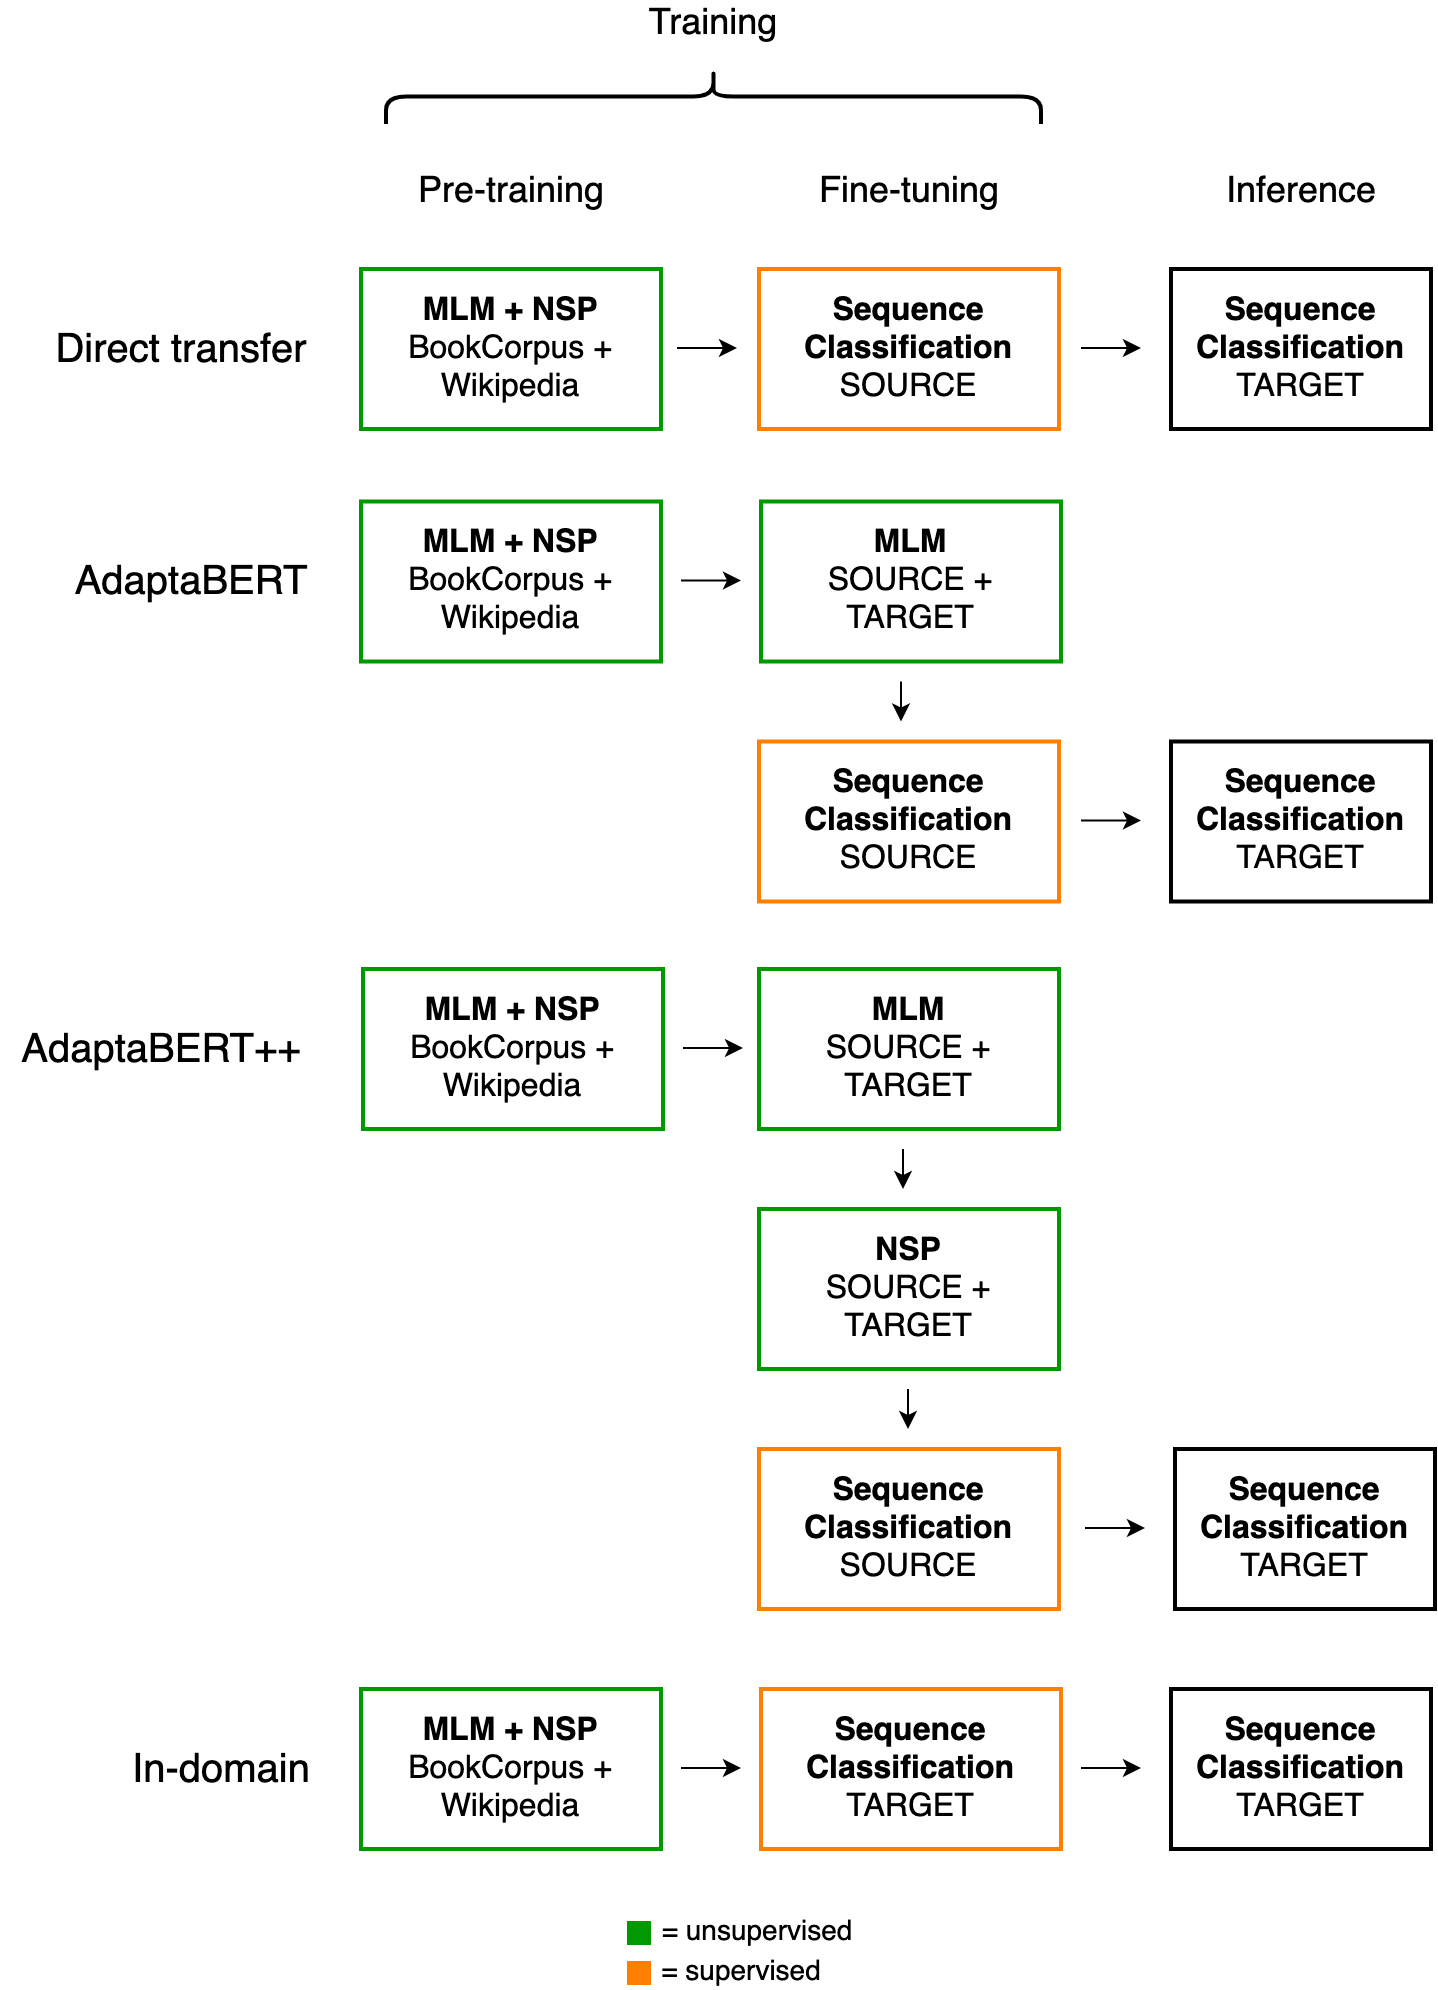 Training
Pre-training
Fine-tuning
Inference
Direct transfer
MLM + NSP
BookCorpus +
Wikipedia
Sequence
Classification
SOURCE
Sequence
Classification
TARGET
AdaptaBERT
MLM + NSP
BookCorpus +
Wikipedia
MLM
SOURCE +
TARGET
Sequence
Classification
SOURCE
Sequence
Classification
TARGET
AdaptaBERT++
MLM + NSP
BookCorpus +
Wikipedia
MLM
SOURCE +
TARGET
NSP
SOURCE +
TARGET
Sequence
Classification
SOURCE
Sequence
Classification
TARGET
In-domain
MLM + NSP
BookCorpus +
Wikipedia
Sequence
Classification
TARGET
Sequence
Classification
TARGET
= unsupervised
= supervised